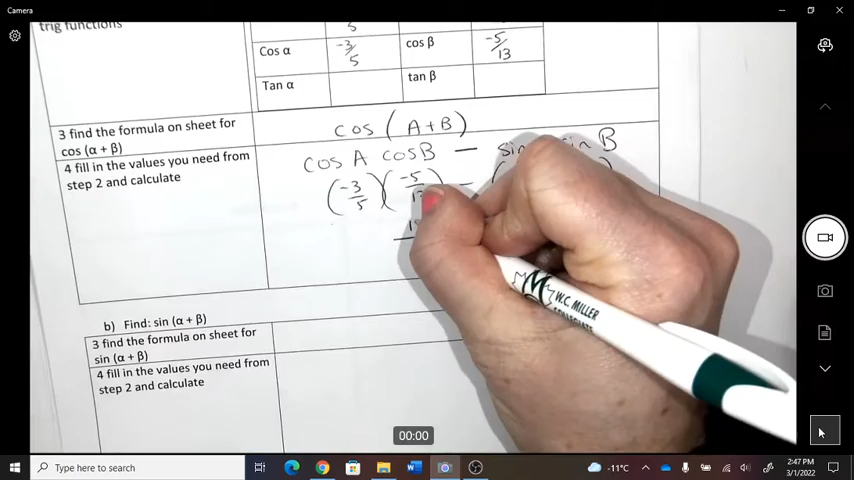 Camera
trig functions
5
Cos α -3/5 cos β -5/13
Tan α tan β
3 find the formula on sheet for
cos (α + β)
cos (A+B)
4 fill in the values you need from
step 2 and calculate
cos A cos B - sin B
(-3/5)(-5/ -
W.C. MILLER
COLLEGIATE
b) Find: sin (α + β)
3 find the formula on sheet for
sin (α + β)
4 fill in the values you need from
step 2 and calculate
00:00
Type here to search
-11°C
2:47 PM
3/1/2022